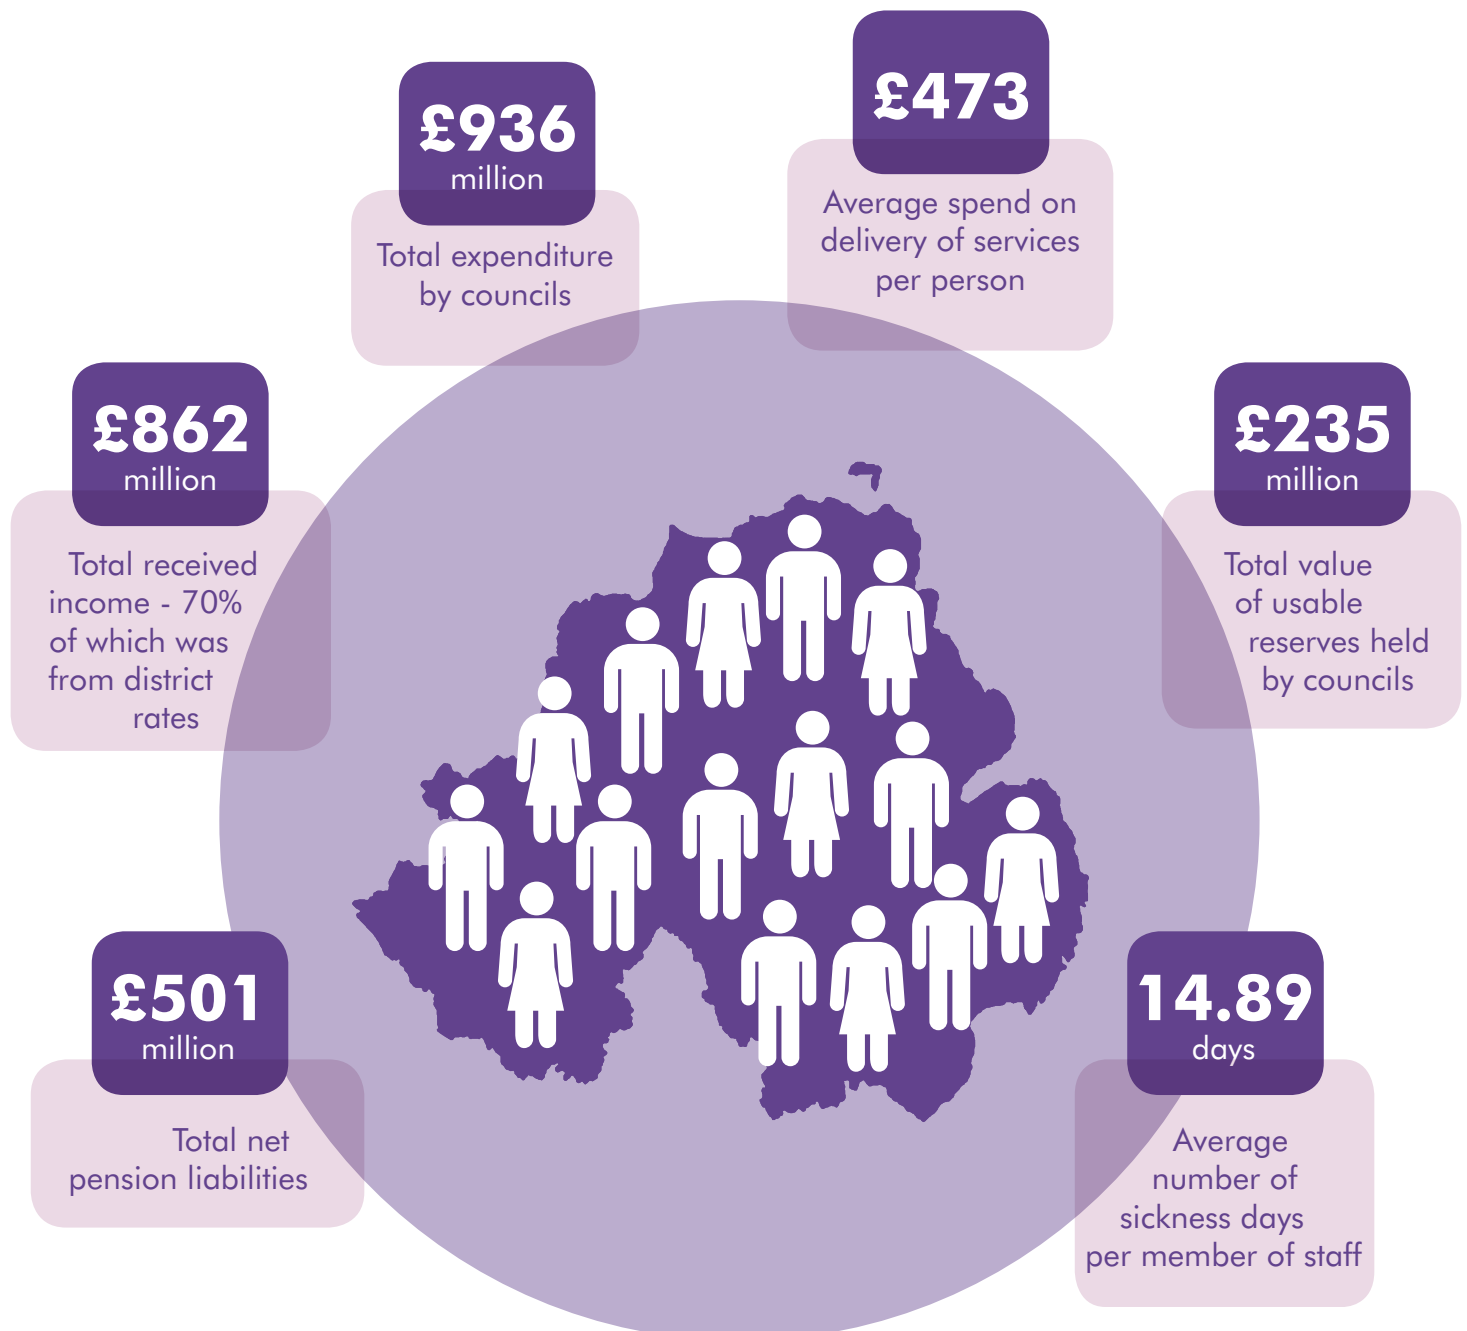 £473
Average spend on
delivery of services
per person
£936
million
Total expenditure
by councils
£862
million
Total received
income - 70%
of which was
from district
rates
£235
million
Total value
of usable
reserves held
by councils
£501
million
Total net
pension liabilities
14.89
days
Average
number of
sickness days
per member of staff